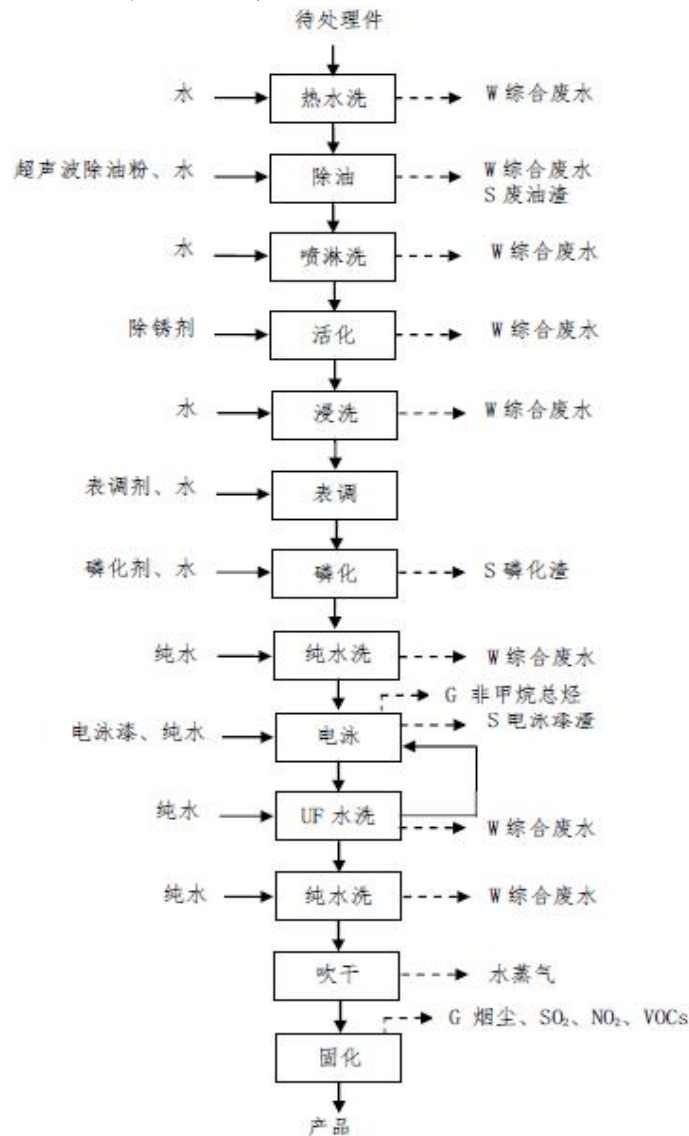 待处理件
水 热水洗 W 综合废水
超声波除油粉、水 除油 W 综合废水
S 废油渣
水 喷淋洗 W 综合废水
除锈剂 活化 W 综合废水
水 浸洗 W 综合废水
表调剂、水 表调
磷化剂、水 磷化 S 磷化渣
纯水 纯水洗 W 综合废水
G 非甲烷总烃
S 电泳漆渣
电泳漆、纯水 电泳
纯水 UF 水洗
W 综合废水
纯水 纯水洗 W 综合废水
吹干 水蒸气
G 烟尘、SO₂、NO₂、VOCs
固化
产品